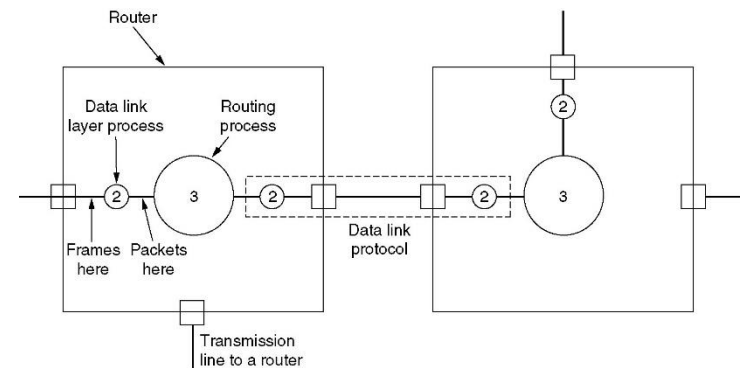 Router
Data link
layer process
Routing
process
2
2
3
2
2
3
Frames
here
Packets
here
Data link
protocol
Transmission
line to a router